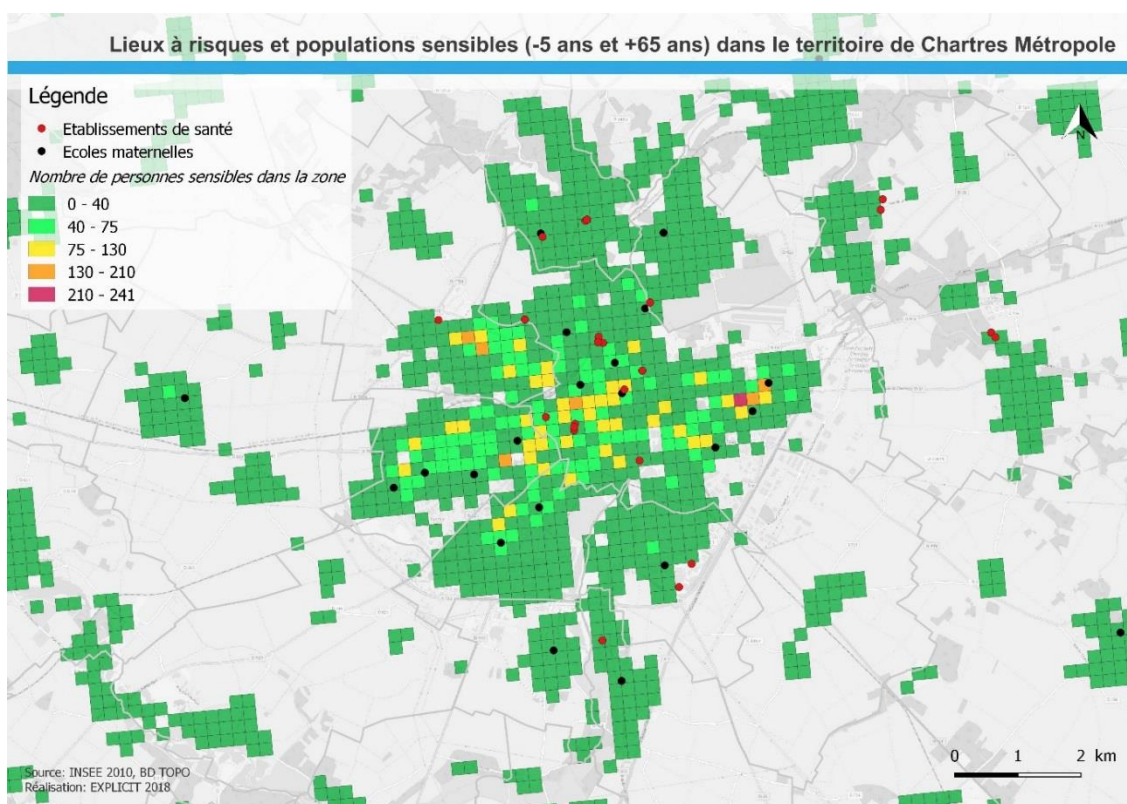 Lieux à risques et populations sensibles (-5 ans et +65 ans) dans le territoire de Chartres Métropole
Légende
Etablissements de santé
Ecoles maternelles
Nombre de personnes sensibles dans la zone
0 - 40
40 - 75
75 - 130
130 - 210
210 - 241
N
0 1 2 km
Source: INSEE 2010, BD TOPO
Réalisation: EXPLICIT 2018